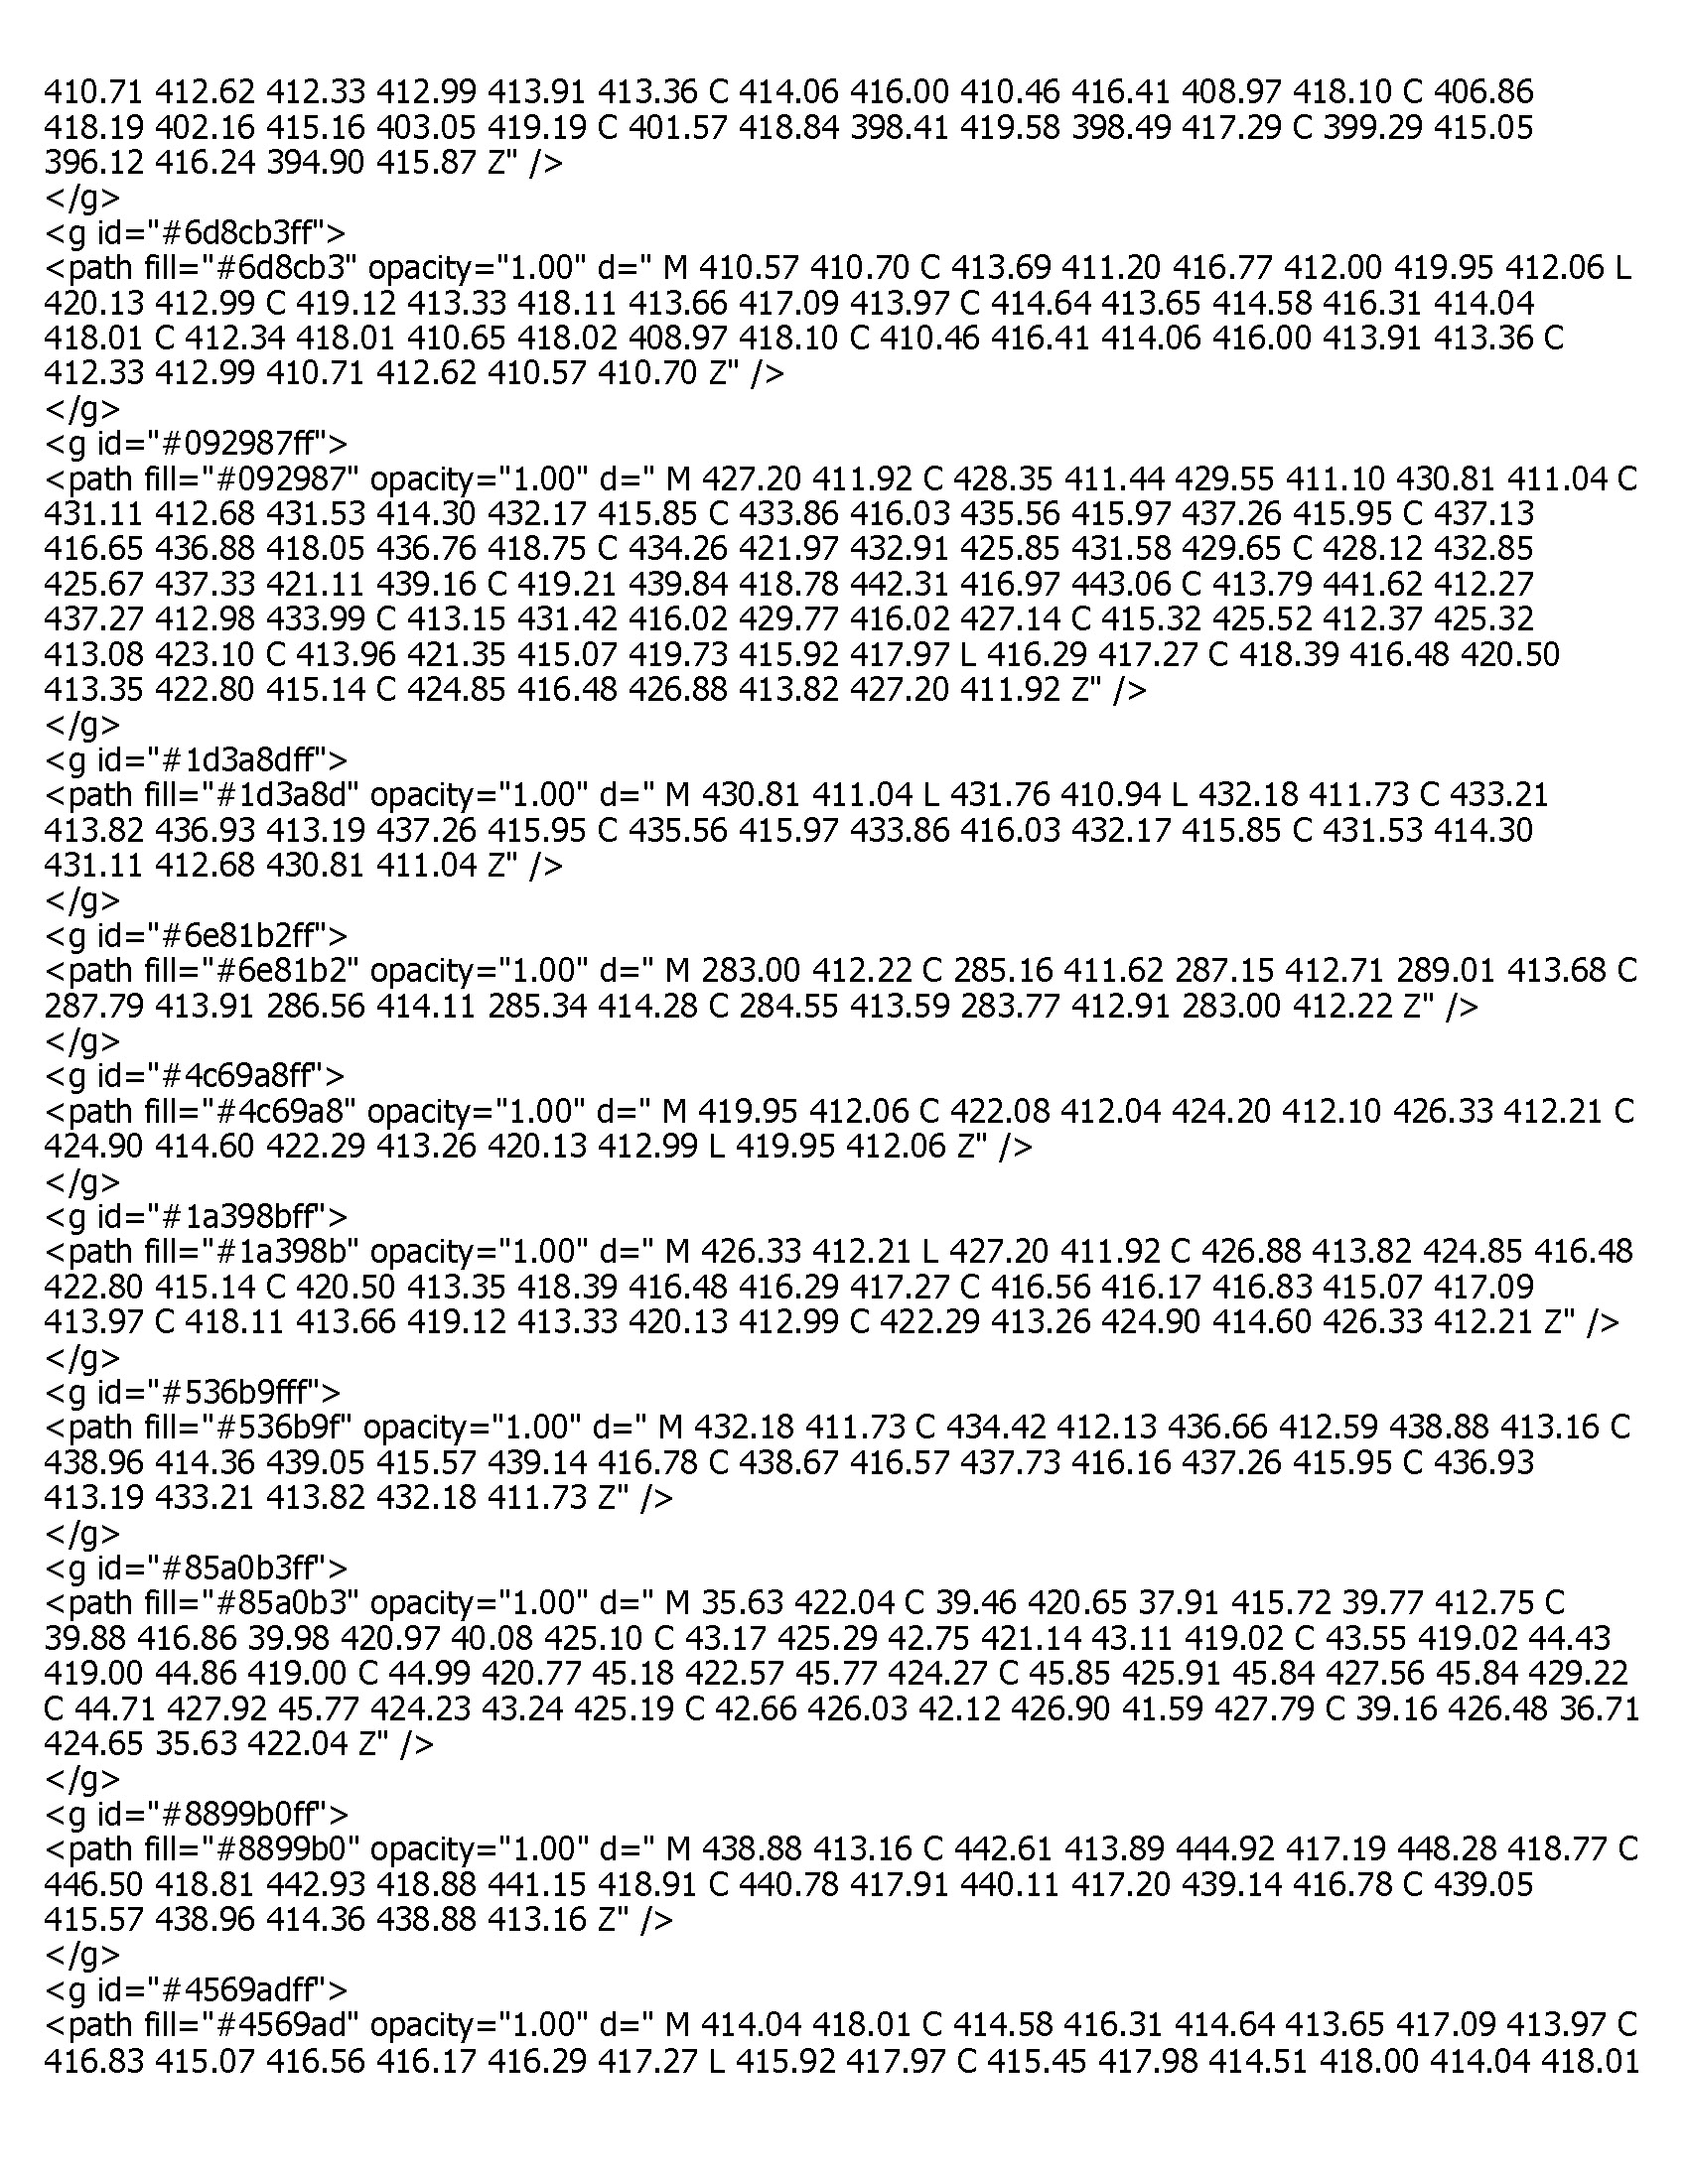 410.71 412.62 412.33 412.99 413.91 413.36 C 414.06 416.00 410.46 416.41 408.97 418.10 C 406.86
418.19 402.16 415.16 403.05 419.19 C 401.57 418.84 398.41 419.58 398.49 417.29 C 399.29 415.05
396.12 416.24 394.90 415.87 Z" />
</g>
<g id="#6d8cb3ff">
<path fill="#6d8cb3" opacity="1.00" d=" M 410.57 410.70 C 413.69 411.20 416.77 412.00 419.95 412.06 L
420.13 412.99 C 419.12 413.33 418.11 413.66 417.09 413.97 C 414.64 413.65 414.58 416.31 414.04
418.01 C 412.34 418.01 410.65 418.02 408.97 418.10 C 410.46 416.41 414.06 416.00 413.91 413.36 C
412.33 412.99 410.71 412.62 410.57 410.70 Z" />
</g>
<g id="#092987ff">
<path fill="#092987" opacity="1.00" d=" M 427.20 411.92 C 428.35 411.44 429.55 411.10 430.81 411.04 C
431.11 412.68 431.53 414.30 432.17 415.85 C 433.86 416.03 435.56 415.97 437.26 415.95 C 437.13
416.65 436.88 418.05 436.76 418.75 C 434.26 421.97 432.91 425.85 431.58 429.65 C 428.12 432.85
425.67 437.33 421.11 439.16 C 419.21 439.84 418.78 442.31 416.97 443.06 C 413.79 441.62 412.27
437.27 412.98 433.99 C 413.15 431.42 416.02 429.77 416.02 427.14 C 415.32 425.52 412.37 425.32
413.08 423.10 C 413.96 421.35 415.07 419.73 415.92 417.97 L 416.29 417.27 C 418.39 416.48 420.50
413.35 422.80 415.14 C 424.85 416.48 426.88 413.82 427.20 411.92 Z" />
</g>
<g id="#1d3a8dff">
<path fill="#1d3a8d" opacity="1.00" d=" M 430.81 411.04 L 431.76 410.94 L 432.18 411.73 C 433.21
413.82 436.93 413.19 437.26 415.95 C 435.56 415.97 433.86 416.03 432.17 415.85 C 431.53 414.30
431.11 412.68 430.81 411.04 Z" />
</g>
<g id="#6e81b2ff">
<path fill="#6e81b2" opacity="1.00" d=" M 283.00 412.22 C 285.16 411.62 287.15 412.71 289.01 413.68 C
287.79 413.91 286.56 414.11 285.34 414.28 C 284.55 413.59 283.77 412.91 283.00 412.22 Z" />
</g>
<g id="#4c69a8ff">
<path fill="#4c69a8" opacity="1.00" d=" M 419.95 412.06 C 422.08 412.04 424.20 412.10 426.33 412.21 C
424.90 414.60 422.29 413.26 420.13 412.99 L 419.95 412.06 Z" />
</g>
<g id="#1a398bff">
<path fill="#1a398b" opacity="1.00" d=" M 426.33 412.21 L 427.20 411.92 C 426.88 413.82 424.85 416.48
422.80 415.14 C 420.50 413.35 418.39 416.48 416.29 417.27 C 416.56 416.17 416.83 415.07 417.09
413.97 C 418.11 413.66 419.12 413.33 420.13 412.99 C 422.29 413.26 424.90 414.60 426.33 412.21 Z" />
</g>
<g id="#536b9fff">
<path fill="#536b9f" opacity="1.00" d=" M 432.18 411.73 C 434.42 412.13 436.66 412.59 438.88 413.16 C
438.96 414.36 439.05 415.57 439.14 416.78 C 438.67 416.57 437.73 416.16 437.26 415.95 C 436.93
413.19 433.21 413.82 432.18 411.73 Z" />
</g>
<g id="#85a0b3ff">
<path fill="#85a0b3" opacity="1.00" d=" M 35.63 422.04 C 39.46 420.65 37.91 415.72 39.77 412.75 C
39.88 416.86 39.98 420.97 40.08 425.10 C 43.17 425.29 42.75 421.14 43.11 419.02 C 43.55 419.02 44.43
419.00 44.86 419.00 C 44.99 420.77 45.18 422.57 45.77 424.27 C 45.85 425.91 45.84 427.56 45.84 429.22
C 44.71 427.92 45.77 424.23 43.24 425.19 C 42.66 426.03 42.12 426.90 41.59 427.79 C 39.16 426.48 36.71
424.65 35.63 422.04 Z" />
</g>
<g id="#8899b0ff">
<path fill="#8899b0" opacity="1.00" d=" M 438.88 413.16 C 442.61 413.89 444.92 417.19 448.28 418.77 C
446.50 418.81 442.93 418.88 441.15 418.91 C 440.78 417.91 440.11 417.20 439.14 416.78 C 439.05
415.57 438.96 414.36 438.88 413.16 Z" />
</g>
<g id="#4569adff">
<path fill="#4569ad" opacity="1.00" d=" M 414.04 418.01 C 414.58 416.31 414.64 413.65 417.09 413.97 C
416.83 415.07 416.56 416.17 416.29 417.27 L 415.92 417.97 C 415.45 417.98 414.51 418.00 414.04 418.01